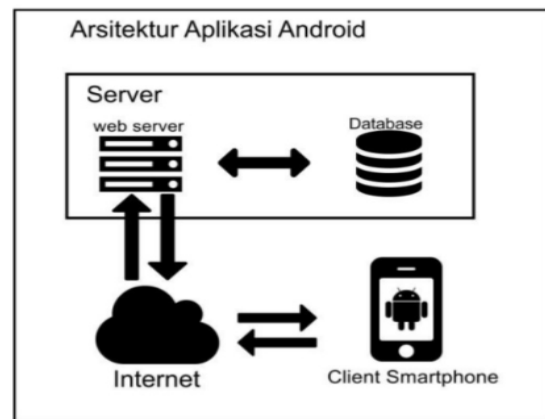 Arsitektur Aplikasi Android
Server
web server
Database
Internet
Client Smartphone